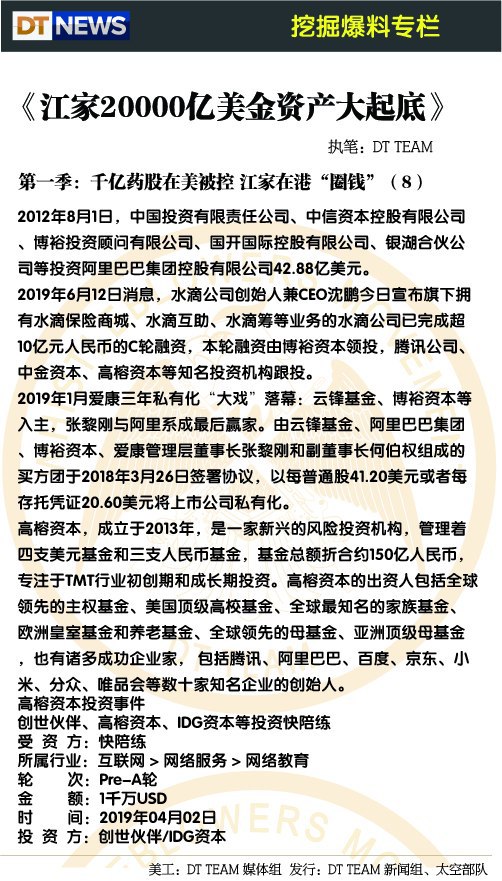 DT NEWS
挖掘爆料专栏
《江家20000亿美金资产大起底》
执笔：DT TEAM
第一季：千亿药股在美被控 江家在港“圈钱”（8）
2012年8月1日，中国投资有限责任公司、中信资本控股有限公司
、博裕投资顾问有限公司、国开国际控股有限公司、银湖合伙公
司等投资阿里巴巴集团控股有限公司42.88亿美元。
2019年6月12日消息，水滴公司创始人兼CEO沈鹏今日宣布旗下拥
有水滴保险商城、水滴互助、水滴筹等业务的水滴公司已完成超
10亿元人民币的C轮融资，本轮融资由博裕资本领投，腾讯公司、
中金资本、高榕资本等知名投资机构跟投。
2019年1月爱康三年私有化“大戏”落幕：云锋基金、博裕资本等
入主，张黎刚与阿里系成最后赢家。由云锋基金、阿里巴巴集团
、博裕资本、爱康管理层董事长张黎刚和副董事长何伯权组成的
买方团于2018年3月26日签署协议，以每普通股41.20美元或者每
存托凭证20.60美元将上市公司私有化。
高榕资本，成立于2013年，是一家新兴的风险投资机构，管理着
四支美元基金和三支人民币基金，基金总额折合约150亿人民币，
专注于TMT行业初创期和成长期投资。高榕资本的出资人包括全球
领先的主权基金、美国顶级高校基金、全球最知名的家族基金、
欧洲皇室基金和养老基金、全球领先的母基金、亚洲顶级母基金
，也有诸多成功企业家， 包括腾讯、阿里巴巴、百度、京东、小
米、分众、唯品会等数十家知名企业的创始人。
高榕资本投资事件
创世伙伴、高榕资本、IDG资本等投资快陪练
受 资 方：快陪练
所属行业：互联网 > 网络服务 > 网络教育
轮 次：Pre-A轮
金 额：1千万USD
时 间：2019年04月02日
投 资 方：创世伙伴/IDG资本
美工：DT TEAM 媒体组 发行：DT TEAM 新闻组、太空部队